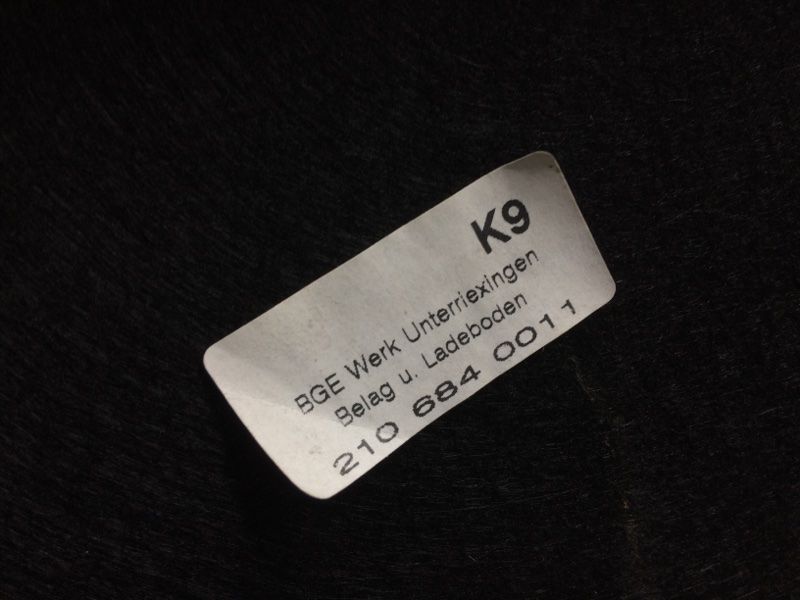 K9
BGE Werk Unterriexingen
Belag u. Ladeboden
210 684 0011